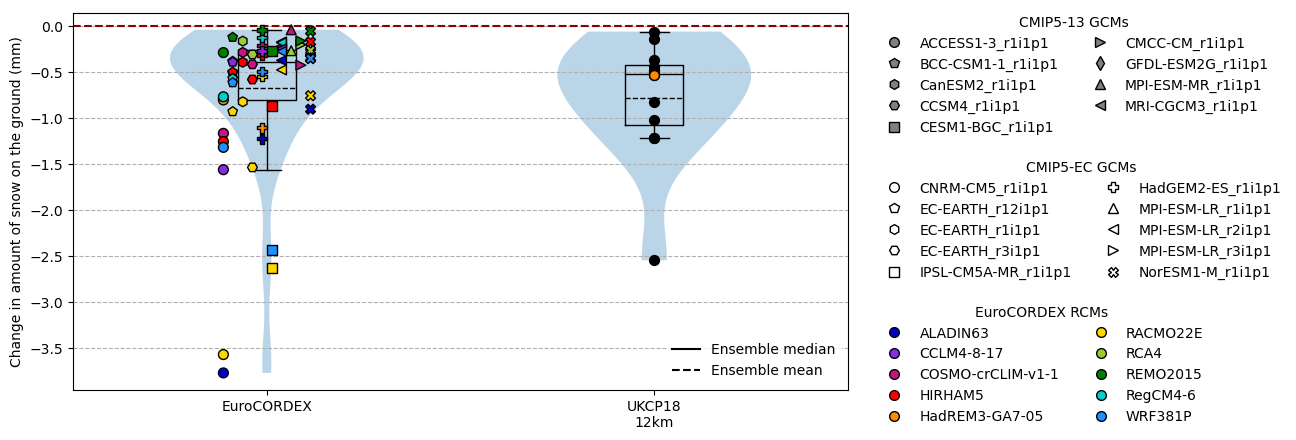 Change in amount of snow on the ground (mm)
0.0
−0.5
−1.0
−1.5
−2.0
−2.5
−3.0
−3.5
EuroCORDEX
UKCP18
12km
Ensemble median
Ensemble mean
CMIP5-13 GCMs
ACCESS1-3_r1i1p1
BCC-CSM1-1_r1i1p1
CanESM2_r1i1p1
CCSM4_r1i1p1
CESM1-BGC_r1i1p1
CMCC-CM_r1i1p1
GFDL-ESM2G_r1i1p1
MPI-ESM-MR_r1i1p1
MRI-CGCM3_r1i1p1
CMIP5-EC GCMs
CNRM-CM5_r1i1p1
EC-EARTH_r12i1p1
EC-EARTH_r1i1p1
EC-EARTH_r3i1p1
IPSL-CM5A-MR_r1i1p1
HadGEM2-ES_r1i1p1
MPI-ESM-LR_r1i1p1
MPI-ESM-LR_r2i1p1
MPI-ESM-LR_r3i1p1
NorESM1-M_r1i1p1
EuroCORDEX RCMs
ALADIN63
CCLM4-8-17
COSMO-crCLIM-v1-1
HIRHAM5
HadREM3-GA7-05
RACMO22E
RCA4
REMO2015
RegCM4-6
WRF381P